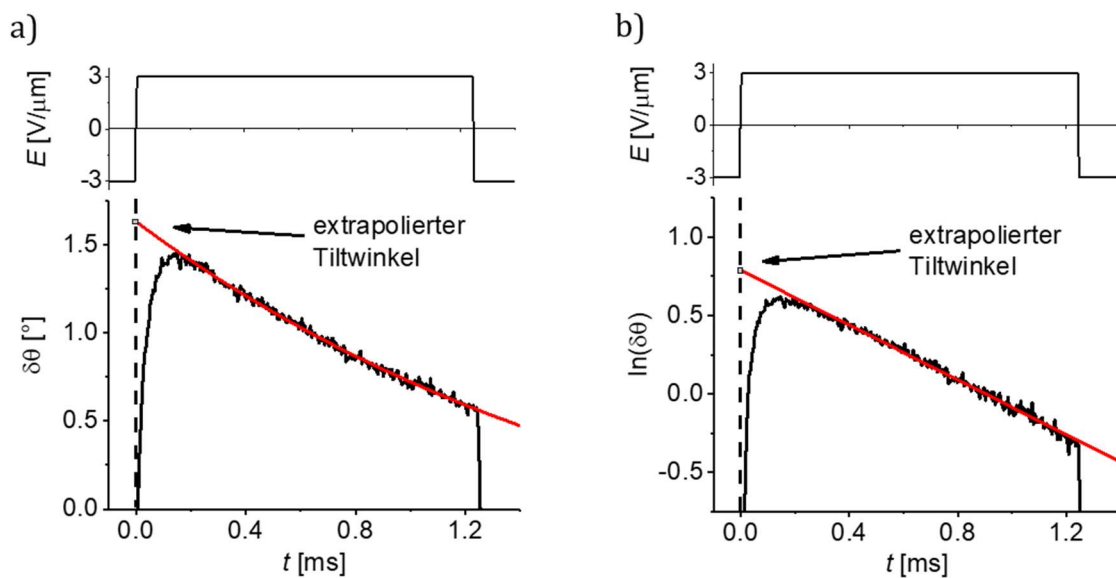 a)
E [V/μm]
3
0
-3
extrapolierter
Tiltwinkel
δθ [°]
1.5
1.0
0.5
0.0
0.0 0.4 0.8 1.2
t [ms]
b)
E [V/μm]
3
0
-3
extrapolierter
Tiltwinkel
ln(δθ)
1.0
0.5
0.0
-0.5
0.0 0.4 0.8 1.2
t [ms]